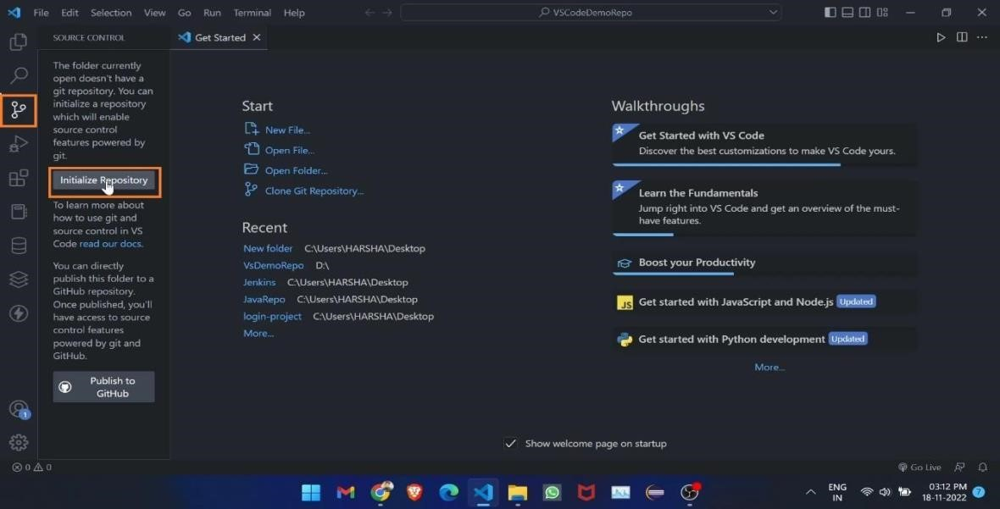 File Edit Selection View Go Run Terminal Help
VSCodeDemoRepo
SOURCE CONTROL
Get Started
The folder currently
open doesn't have a
git repository. You can
initialize a repository
which will enable
source control
features powered by
git.
Initialize Repository
To learn more about
how to use git and
source control in VS
Code read our docs.
You can directly
publish this folder to a
GitHub repository.
Once published, you'll
have access to source
control features
powered by git and
GitHub.
Publish to
GitHub
1
Start
New File...
Open File...
Open Folder...
Clone Git Repository...
Recent
New folder C:\Users\HARSHA\Desktop
VsDemoRepo D:\
Jenkins C:\Users\HARSHA\Desktop
JavaRepo C:\Users\HARSHA\Desktop
login-project C:\Users\HARSHA\Desktop
More...
Walkthroughs
Get Started with VS Code
Discover the best customizations to make VS Code yours.
Learn the Fundamentals
Jump right into VS Code and get an overview of the must-
have features.
Boost your Productivity
JS Get started with JavaScript and Node.js Updated
Get started with Python development Updated
More...
Show welcome page on startup
0 0
Go Live
ENG
IN
03:12 PM
18-11-2022
7